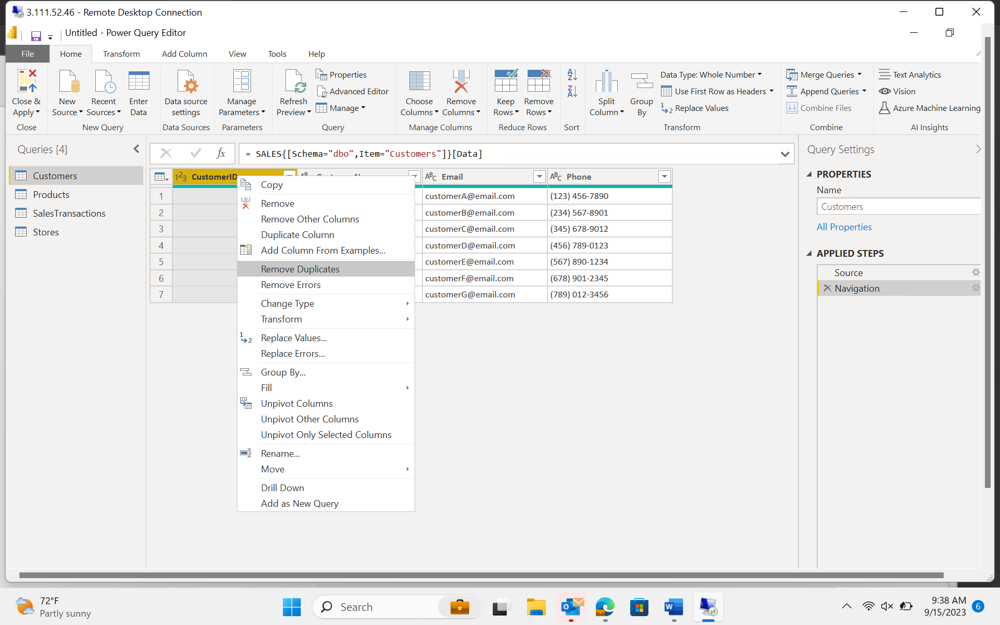 3.111.52.46 - Remote Desktop Connection
Untitled - Power Query Editor
File Home Transform Add Column View Tools Help
Close & Apply
New Source
Recent Sources
Enter Data
Data source settings
Manage Parameters
Refresh Preview
Properties
Advanced Editor
Manage
Choose Columns
Remove Columns
Keep Rows
Remove Rows
Split Column
Group By
Data Type: Whole Number
Use First Row as Headers
Replace Values
Merge Queries
Append Queries
Combine Files
Text Analytics
Vision
Azure Machine Learning
Close New Query Data Sources Parameters Query Manage Columns Reduce Rows Sort Transform Combine AI Insights
Queries [4]
Customers
Products
SalesTransactions
Stores
fx = SALES{[Schema="dbo",Item="Customers"]}[Data]
CustomerID Email Phone
1 customerA@email.com (123) 456-7890
2 customerB@email.com (234) 567-8901
3 customerC@email.com (345) 678-9012
4 customerD@email.com (456) 789-0123
5 customerE@email.com (567) 890-1234
6 customerF@email.com (678) 901-2345
7 customerG@email.com (789) 012-3456
Copy
Remove
Remove Other Columns
Duplicate Column
Add Column From Examples...
Remove Duplicates
Remove Errors
Change Type
Transform
Replace Values...
Replace Errors...
Group By...
Fill
Unpivot Columns
Unpivot Other Columns
Unpivot Only Selected Columns
Rename...
Move
Drill Down
Add as New Query
Query Settings
PROPERTIES
Name
Customers
All Properties
APPLIED STEPS
Source
Navigation
72°F
Partly sunny
Search
9:38 AM
9/15/2023
6